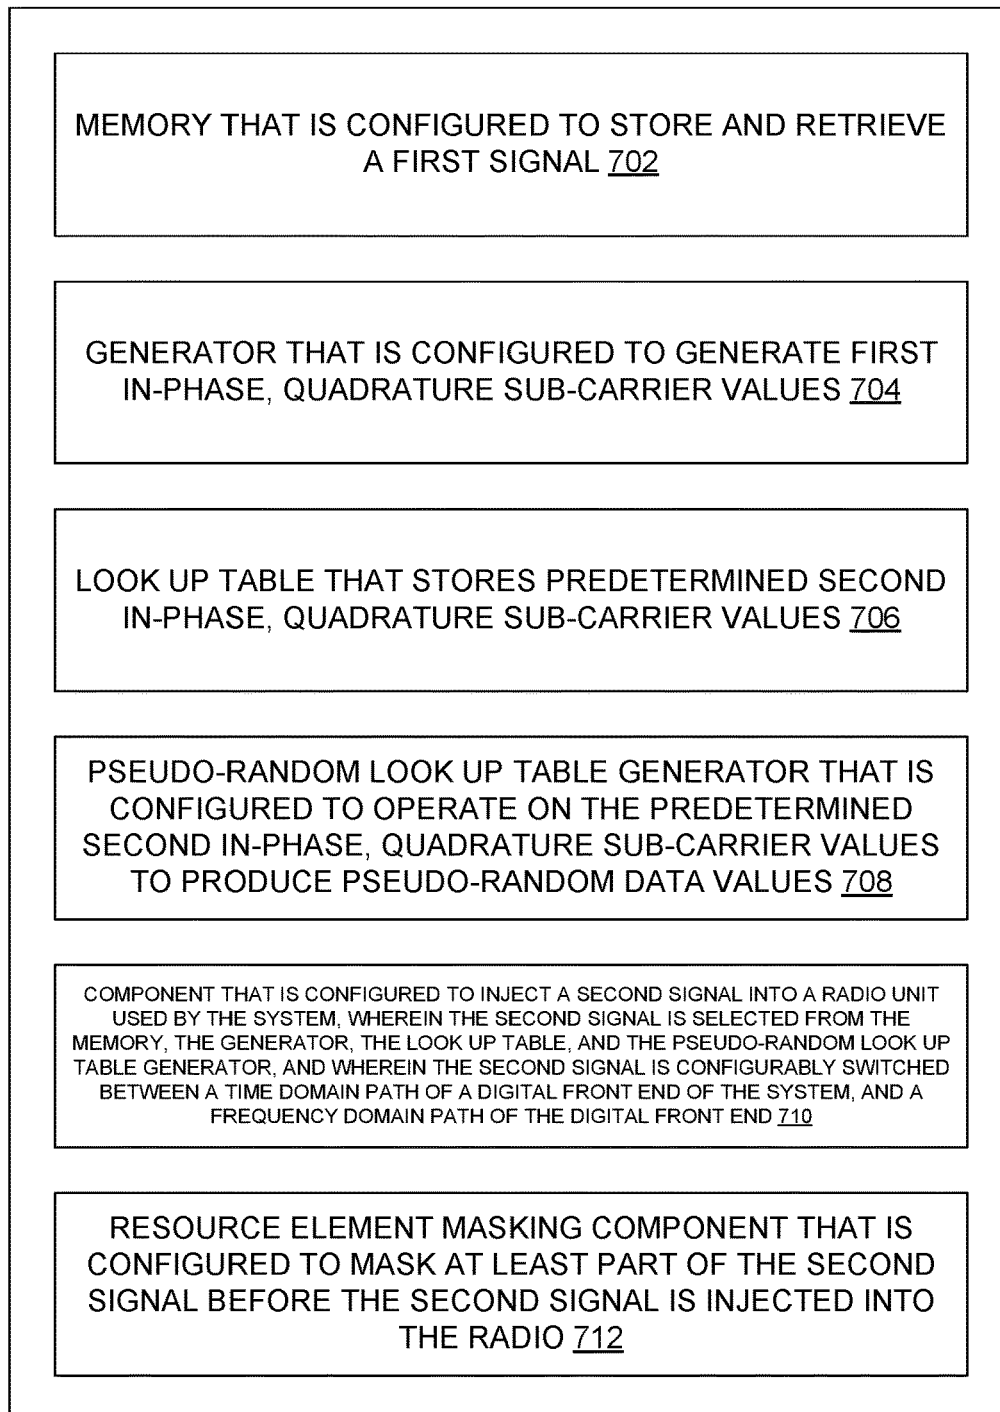 MEMORY THAT IS CONFIGURED TO STORE AND RETRIEVE
A FIRST SIGNAL 702
GENERATOR THAT IS CONFIGURED TO GENERATE FIRST
IN-PHASE, QUADRATURE SUB-CARRIER VALUES 704
LOOK UP TABLE THAT STORES PREDETERMINED SECOND
IN-PHASE, QUADRATURE SUB-CARRIER VALUES 706
PSEUDO-RANDOM LOOK UP TABLE GENERATOR THAT IS
CONFIGURED TO OPERATE ON THE PREDETERMINED
SECOND IN-PHASE, QUADRATURE SUB-CARRIER VALUES
TO PRODUCE PSEUDO-RANDOM DATA VALUES 708
COMPONENT THAT IS CONFIGURED TO INJECT A SECOND SIGNAL INTO A RADIO UNIT
USED BY THE SYSTEM, WHEREIN THE SECOND SIGNAL IS SELECTED FROM THE
MEMORY, THE GENERATOR, THE LOOK UP TABLE, AND THE PSEUDO-RANDOM LOOK UP
TABLE GENERATOR, AND WHEREIN THE SECOND SIGNAL IS CONFIGURABLY SWITCHED
BETWEEN A TIME DOMAIN PATH OF A DIGITAL FRONT END OF THE SYSTEM, AND A
FREQUENCY DOMAIN PATH OF THE DIGITAL FRONT END 710
RESOURCE ELEMENT MASKING COMPONENT THAT IS
CONFIGURED TO MASK AT LEAST PART OF THE SECOND
SIGNAL BEFORE THE SECOND SIGNAL IS INJECTED INTO
THE RADIO 712